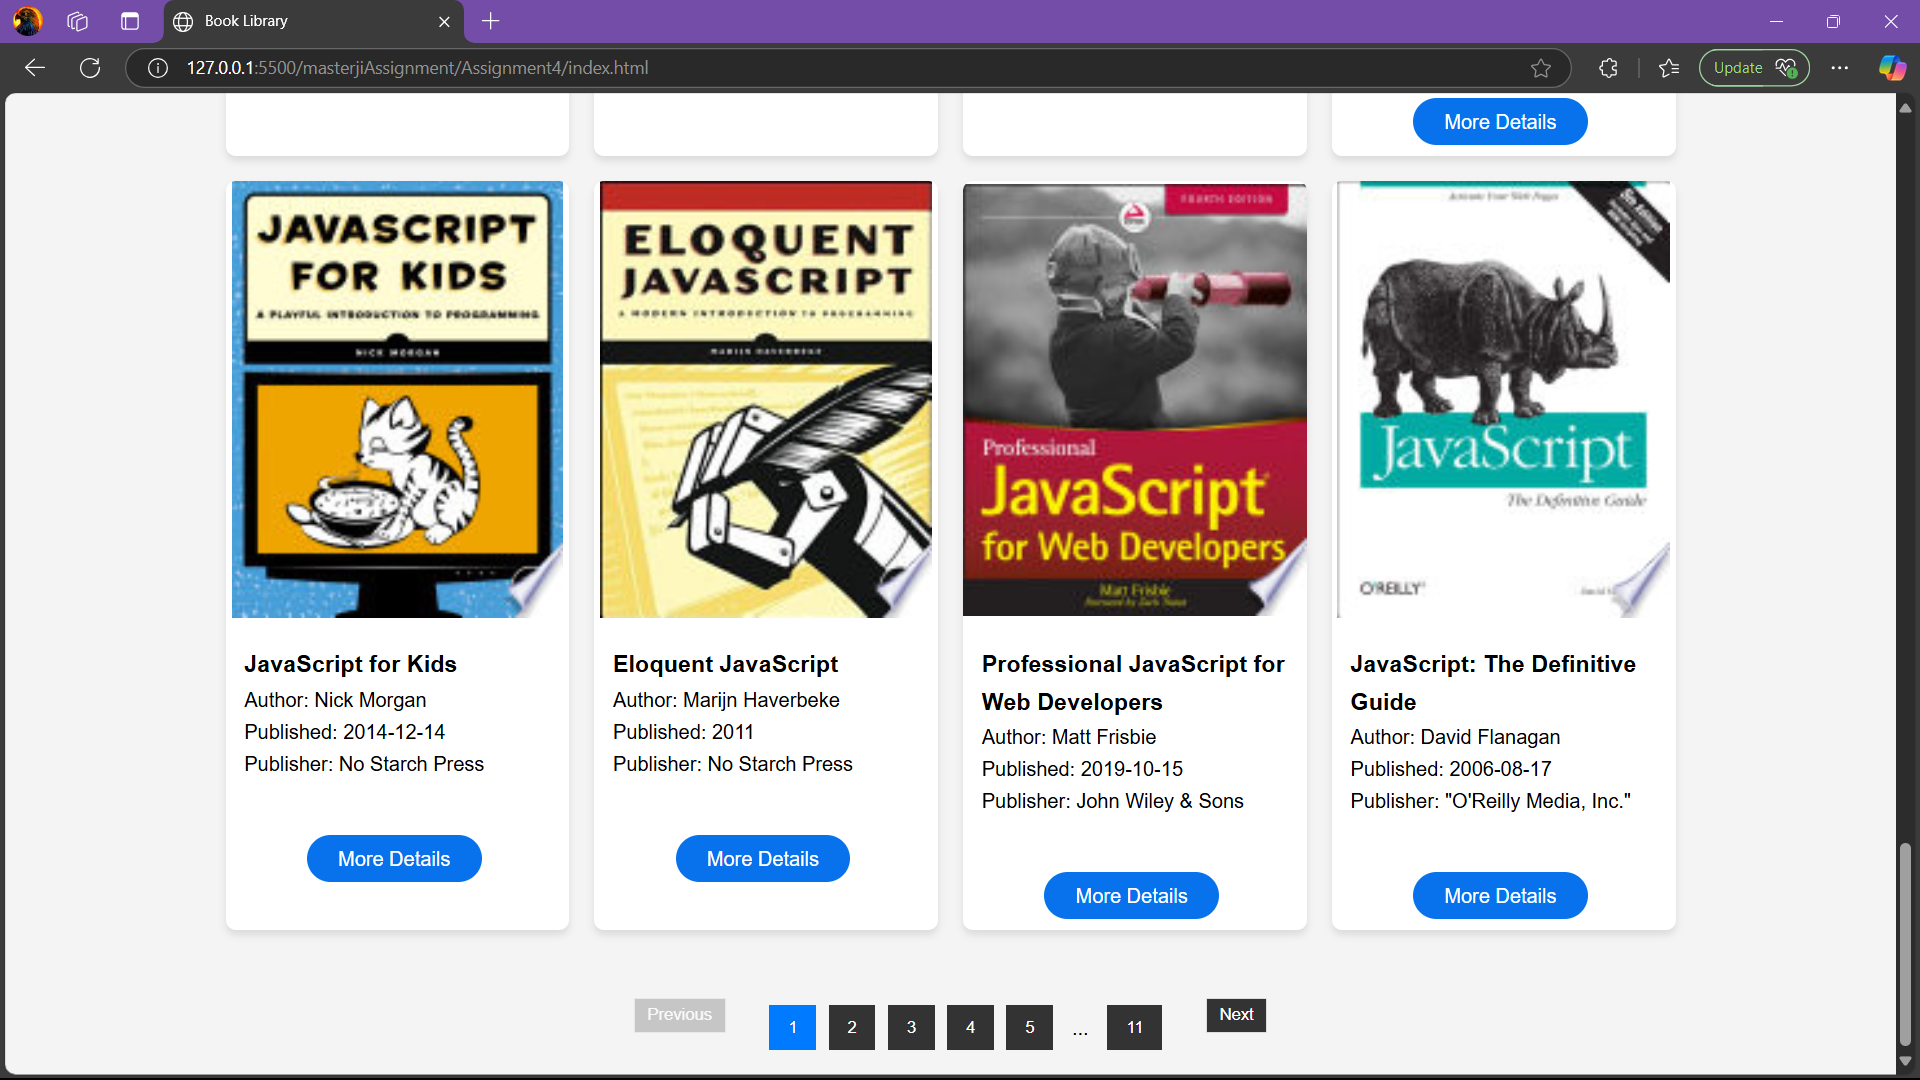 Book Library
127.0.0.1:5500/masterjiAssignment/Assignment4/index.html
Update
More Details
JAVASCRIPT
FOR KIDS
A PLAYFUL INTRODUCTION TO PROGRAMMING
NICK MORGAN
ELOQUENT
JAVASCRIPT
A MODERN INTRODUCTION TO PROGRAMMING
MARIJN HAVERBEKE
FOURTH EDITION
Professional
JavaScript
for Web Developers
Matt Frisbie
Activate Your Web Pages
5th Edition
JavaScript
The Definitive Guide
O'REILLY
JavaScript for Kids
Author: Nick Morgan
Published: 2014-12-14
Publisher: No Starch Press
More Details
Eloquent JavaScript
Author: Marijn Haverbeke
Published: 2011
Publisher: No Starch Press
More Details
Professional JavaScript for
Web Developers
Author: Matt Frisbie
Published: 2019-10-15
Publisher: John Wiley & Sons
More Details
JavaScript: The Definitive
Guide
Author: David Flanagan
Published: 2006-08-17
Publisher: "O'Reilly Media, Inc."
More Details
Previous 1 2 3 4 5 ... 11 Next